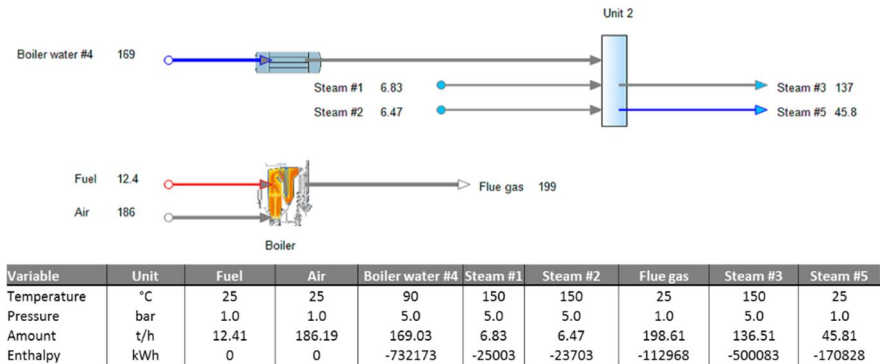 Unit 2
Boiler water #4 169
Steam #1 6.83
Steam #3 137
Steam #2 6.47
Steam #5 45.8
Fuel 12.4
Flue gas 199
Air 186
Boiler
Variable Unit Fuel Air Boiler water #4 Steam #1 Steam #2 Flue gas Steam #3 Steam #5
Temperature °C 25 25 90 150 150 25 150 25
Pressure bar 1.0 1.0 5.0 5.0 5.0 1.0 5.0 1.0
Amount t/h 12.41 186.19 169.03 6.83 6.47 198.61 136.51 45.81
Enthalpy kWh 0 0 -732173 -25003 -23703 -112968 -500083 -170828